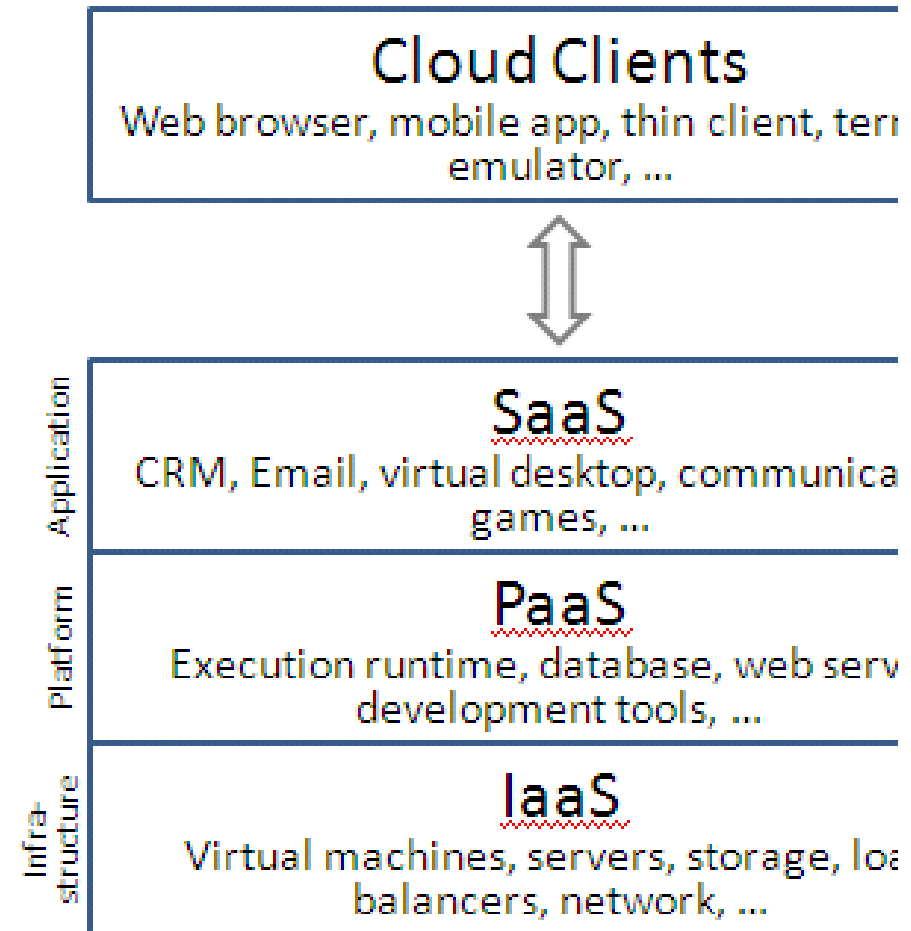 Cloud Clients
Web browser, mobile app, thin client,
emulator, ...
Application
SaaS
CRM, Email, virtual desktop,
games, ...
Platform
PaaS
Execution runtime, database, web
development tools, ...
Infra-
structure
IaaS
Virtual machines, servers, storage,
balancers, network, ...